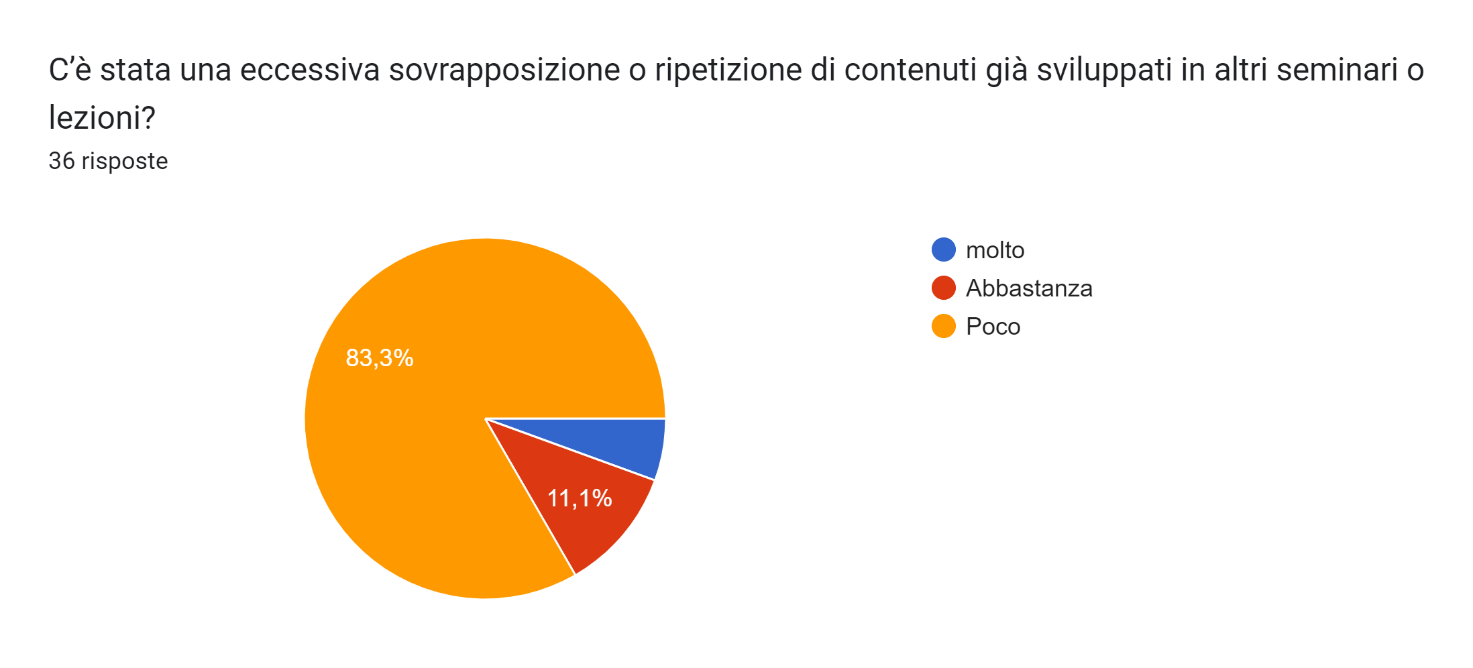 C’è stata una eccessiva sovrapposizione o ripetizione di contenuti già sviluppati in altri seminari o
lezioni?
36 risposte
molto
Abbastanza
Poco
83,3%
11,1%